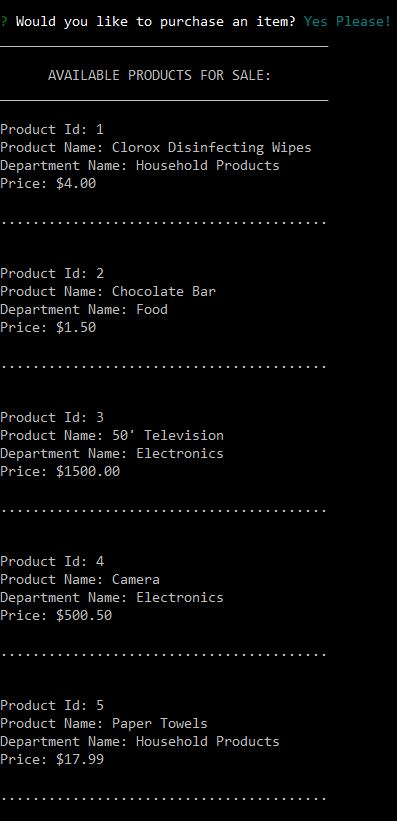 ? Would you like to purchase an item? Yes Please!
AVAILABLE PRODUCTS FOR SALE:
Product Id: 1
Product Name: Clorox Disinfecting Wipes
Department Name: Household Products
Price: $4.00
.........................................
Product Id: 2
Product Name: Chocolate Bar
Department Name: Food
Price: $1.50
.........................................
Product Id: 3
Product Name: 50' Television
Department Name: Electronics
Price: $1500.00
.........................................
Product Id: 4
Product Name: Camera
Department Name: Electronics
Price: $500.50
.........................................
Product Id: 5
Product Name: Paper Towels
Department Name: Household Products
Price: $17.99
.........................................